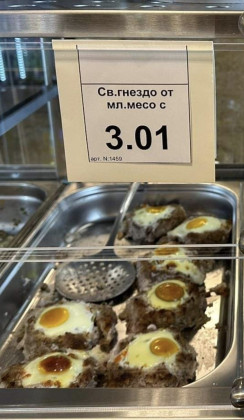 Св.гнездо от
мл.месо с
3.01
арт. N:1459